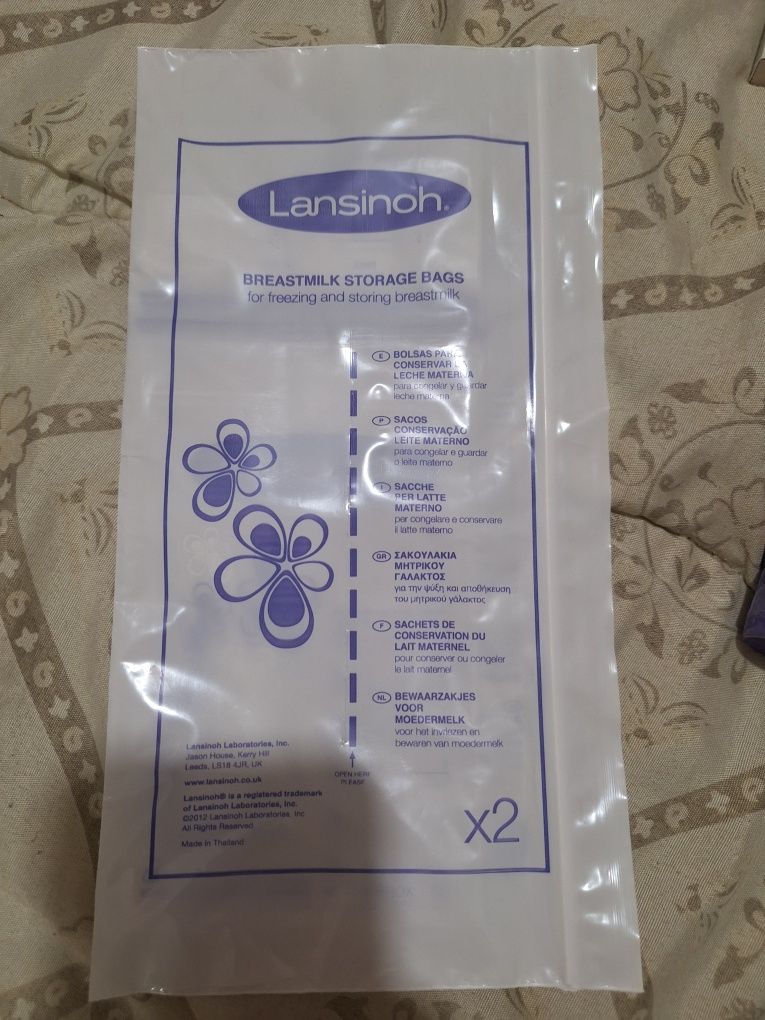 Lansinoh®
BREASTMILK STORAGE BAGS
for freezing and storing breastmilk
E BOLSAS PARA
CONSERVAR LA
LECHE MATERNA
para congelar y guardar
leche materna
P SACOS
CONSERVAÇAO
LEITE MATERNO
para congelar e guardar
o leite materno
I SACCHE
PER LATTE
MATERNO
per congelare e conservare
il latte materno
GR ΣΑΚΟΥΛΑΚΙΑ
ΜΗΤΡΙΚΟΥ
ΓΑΛΑΚΤΟΣ
για την ψύξη και αποθήκευση
του μητρικού γάλακτος
F SACHETS DE
CONSERVATION DU
LAIT MATERNEL
pour conserver ou congeler
le lait maternel
NL BEWAARZAKJES
VOOR
MOEDERMELK
voor het invriezen en
bewaren van moedermelk
OPEN HERE
PLEASE
Lansinoh Laboratories, Inc.
Jason House, Kerry Hill
Leeds, LS18 4JR, UK
www.lansinoh.co.uk
Lansinoh® is a registered trademark
of Lansinoh Laboratories, Inc.
©2012 Lansinoh Laboratories, Inc
All Rights Reserved
Made in Thailand
x2